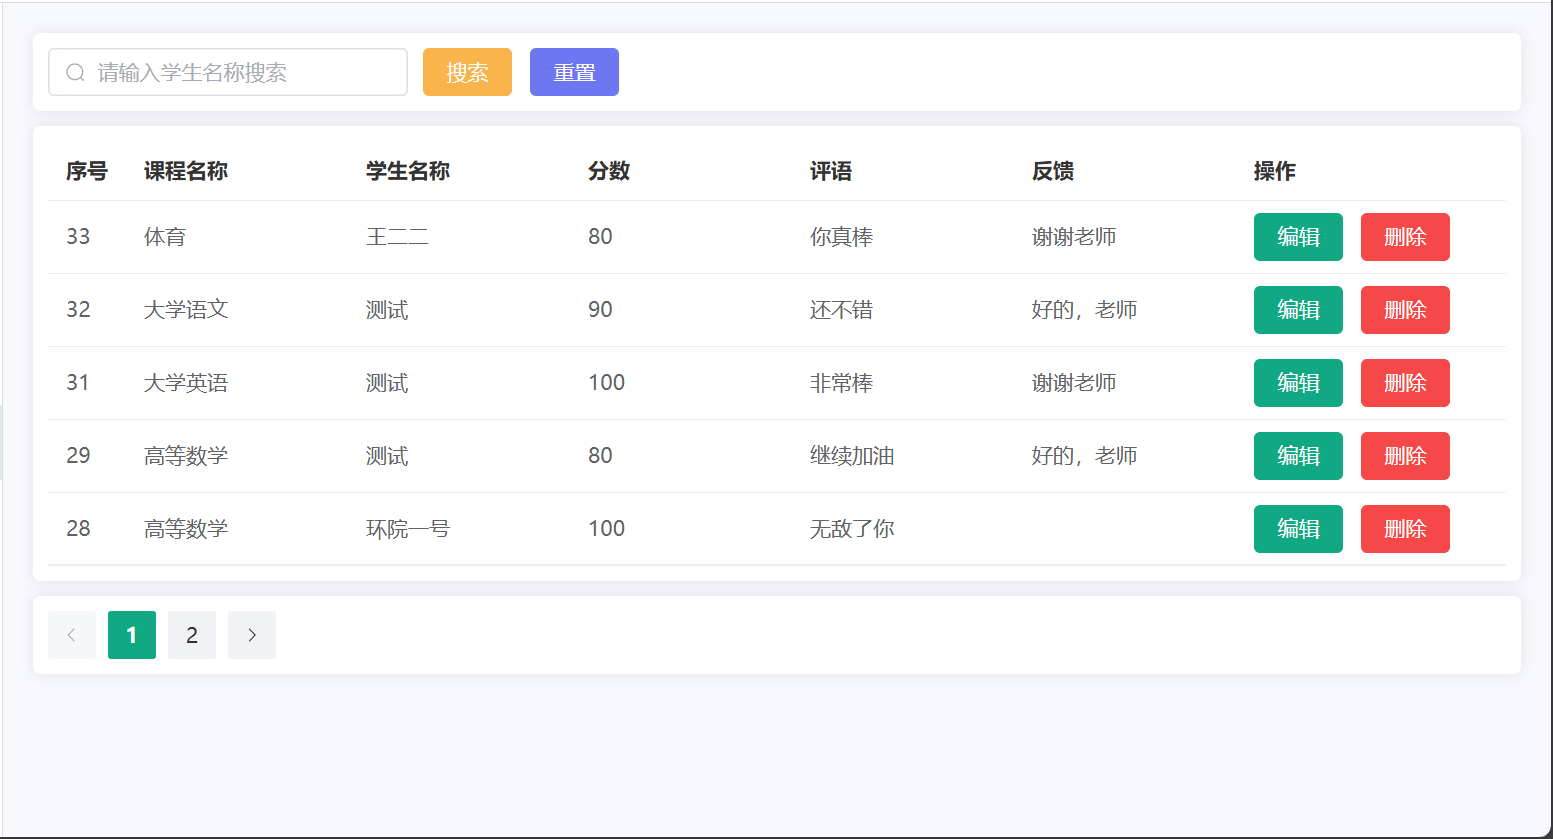 请输入学生名称搜索 搜索 重置
序号 课程名称 学生名称 分数 评语 反馈 操作
33 体育 王二二 80 你真棒 谢谢老师 编辑 删除
32 大学语文 测试 90 还不错 好的，老师 编辑 删除
31 大学英语 测试 100 非常棒 谢谢老师 编辑 删除
29 高等数学 测试 80 继续加油 好的，老师 编辑 删除
28 高等数学 环院一号 100 无敌了你 编辑 删除
1 2